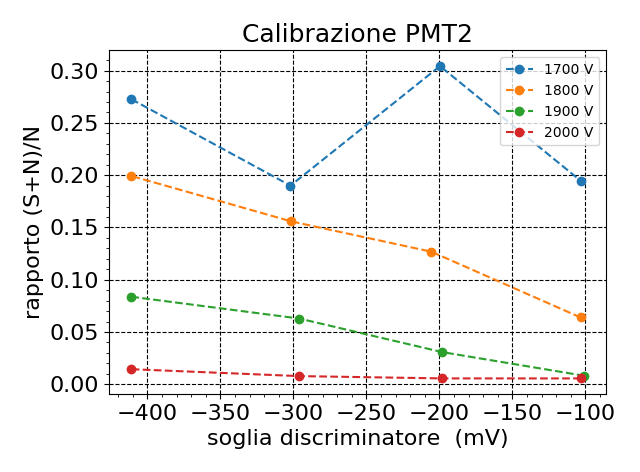 Calibrazione PMT2
rapporto (S+N)/N
0.30
0.25
0.20
0.15
0.10
0.05
0.00
1700 V
1800 V
1900 V
2000 V
−400 −350 −300 −250 −200 −150 −100
soglia discriminatore (mV)